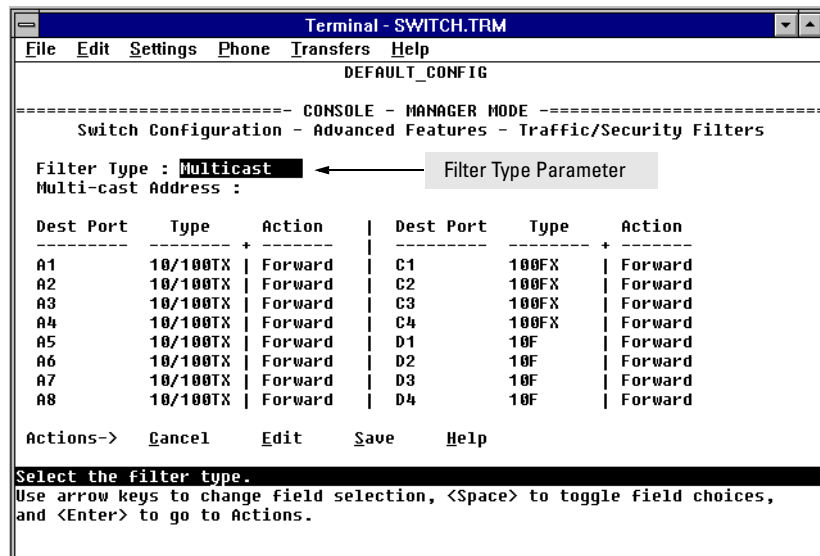 Terminal - SWITCH.TRM
File Edit Settings Phone Transfers Help
DEFAULT_CONFIG
==========================- CONSOLE - MANAGER MODE -===========================
Switch Configuration - Advanced Features - Traffic/Security Filters
Filter Type : Multicast
Filter Type Parameter
Multi-cast Address :
Dest Port Type Action | Dest Port Type Action
--------- -------- + ------- | --------- -------- + -------
A1 10/100TX | Forward | C1 100FX | Forward
A2 10/100TX | Forward | C2 100FX | Forward
A3 10/100TX | Forward | C3 100FX | Forward
A4 10/100TX | Forward | C4 100FX | Forward
A5 10/100TX | Forward | D1 10F | Forward
A6 10/100TX | Forward | D2 10F | Forward
A7 10/100TX | Forward | D3 10F | Forward
A8 10/100TX | Forward | D4 10F | Forward
Actions-> Cancel Edit Save Help
Select the filter type.
Use arrow keys to change field selection, <Space> to toggle field choices,
and <Enter> to go to Actions.